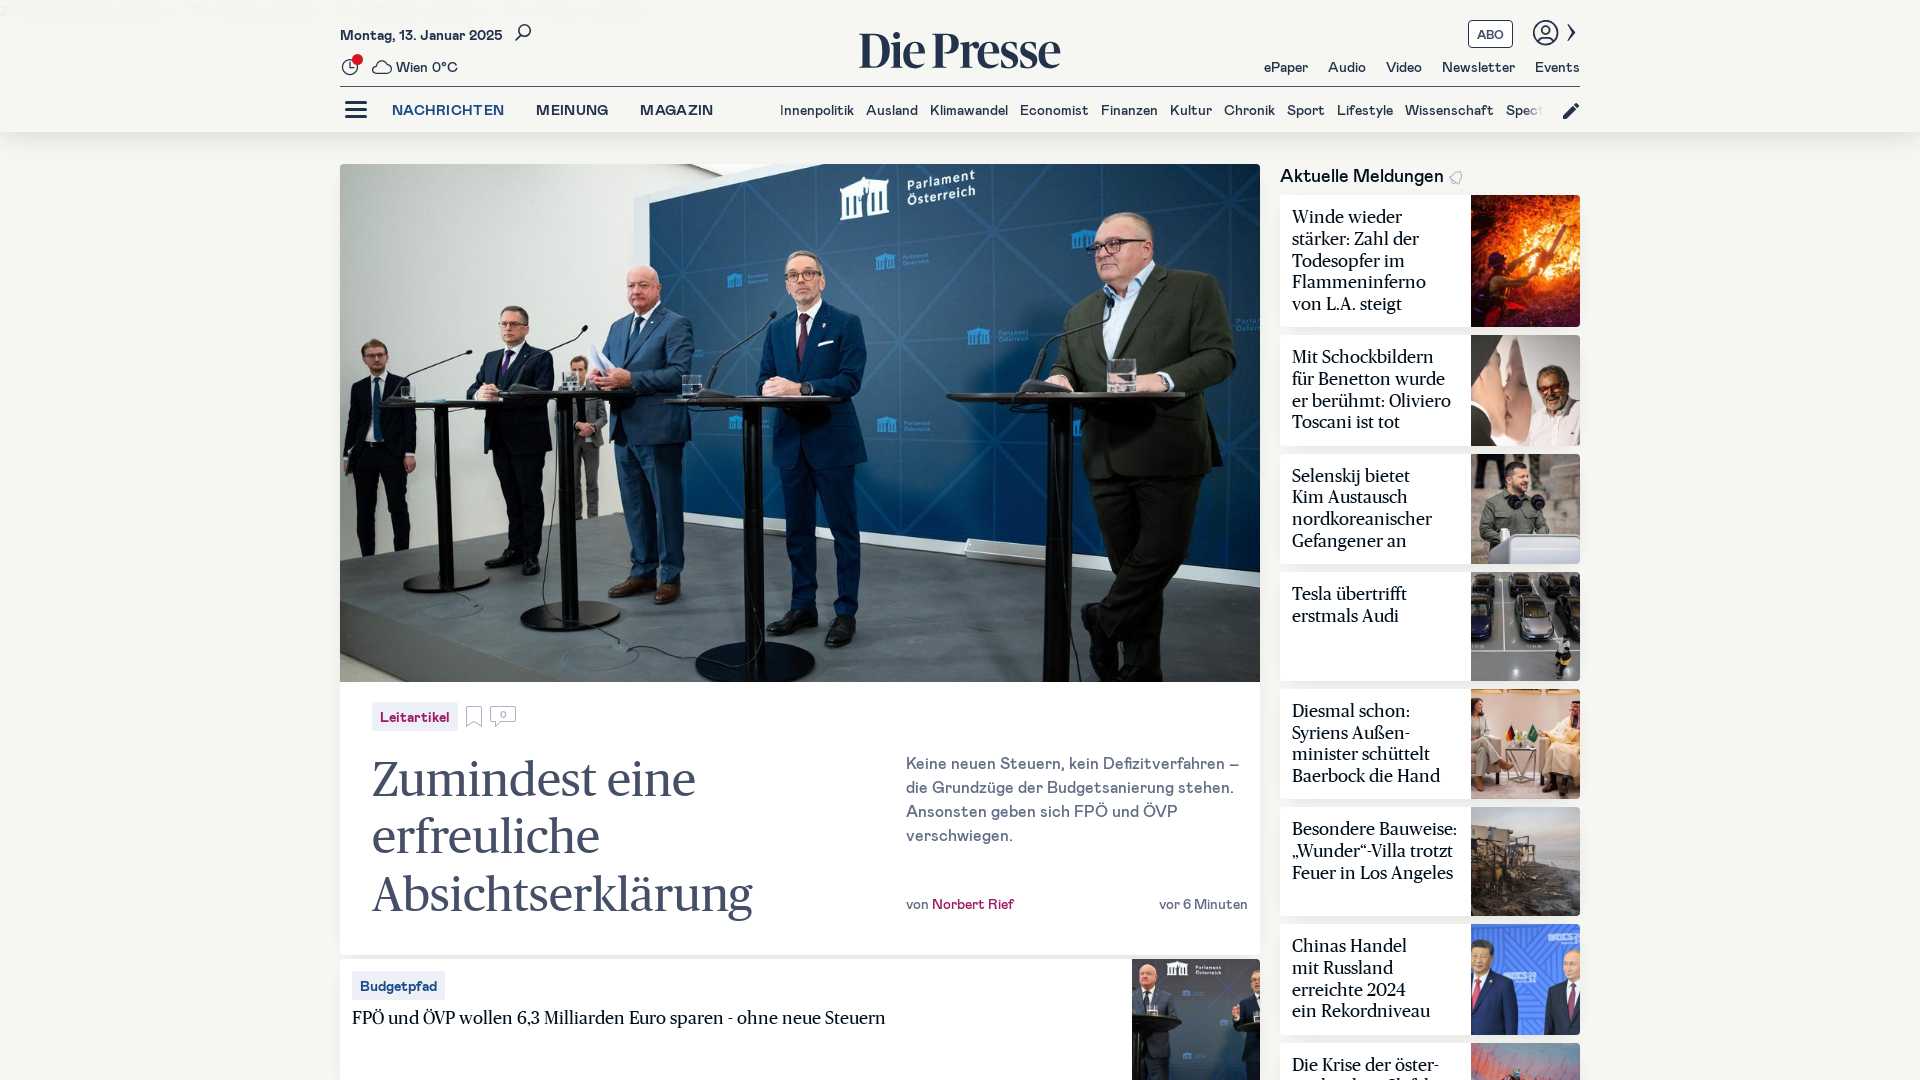 Montag, 13. Januar 2025
Wien 0°C
Die Presse
ABO
ePaper Audio Video Newsletter Events
NACHRICHTEN MEINUNG MAGAZIN
Innenpolitik Ausland Klimawandel Economist Finanzen Kultur Chronik Sport Lifestyle Wissenschaft
Parlament
Österreich
Leitartikel
0
Zumindest eine
erfreuliche
Absichtserklärung
Keine neuen Steuern, kein Defizitverfahren –
die Grundzüge der Budgetsanierung stehen.
Ansonsten geben sich FPÖ und ÖVP
verschwiegen.
von Norbert Rief
vor 6 Minuten
Budgetpfad
FPÖ und ÖVP wollen 6,3 Milliarden Euro sparen - ohne neue Steuern
Parlament
Österreich
Aktuelle Meldungen
Winde wieder
stärker: Zahl der
Todesopfer im
Flammeninferno
von L.A. steigt
Mit Schockbildern
für Benetton wurde
er berühmt: Oliviero
Toscani ist tot
Selenskij bietet
Kim Austausch
nordkoreanischer
Gefangener an
Tesla übertrifft
erstmals Audi
Diesmal schon:
Syriens Außen-
minister schüttelt
Baerbock die Hand
Besondere Bauweise:
„Wunder“-Villa trotzt
Feuer in Los Angeles
Chinas Handel
mit Russland
erreichte 2024
ein Rekordniveau
Die Krise der öster-